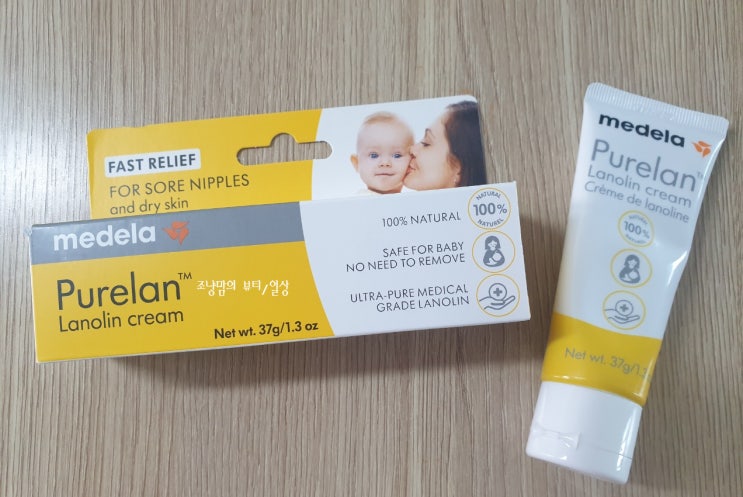 FAST RELIEF
FOR SORE NIPPLES
and dry skin
medela
Purelan™
Lanolin cream
Net wt. 37g/1.3 oz
100% NATURAL
NATURAL
100%
NATUREL
SAFE FOR BABY
NO NEED TO REMOVE
ULTRA-PURE MEDICAL
GRADE LANOLIN
조낭맘의 뷰티/일상
medela
Purelan™
Lanolin cream
Crème de lanoline
NATURAL
100%
NATUREL
Net wt. 37g/1.3